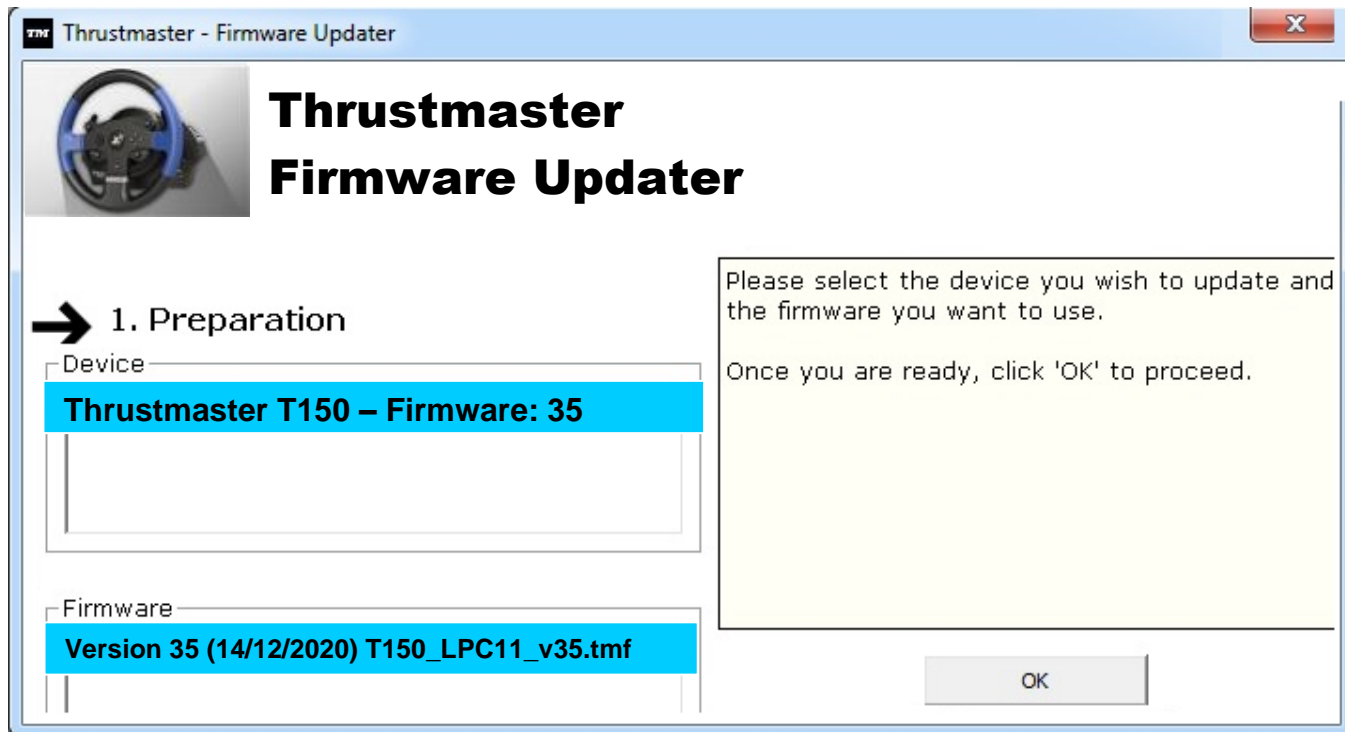 TM Thrustmaster - Firmware Updater
X
Thrustmaster
Firmware Updater
1. Preparation
Device
Thrustmaster T150 – Firmware: 35
Firmware
Version 35 (14/12/2020) T150_LPC11_v35.tmf
Please select the device you wish to update and
the firmware you want to use.
Once you are ready, click 'OK' to proceed.
OK